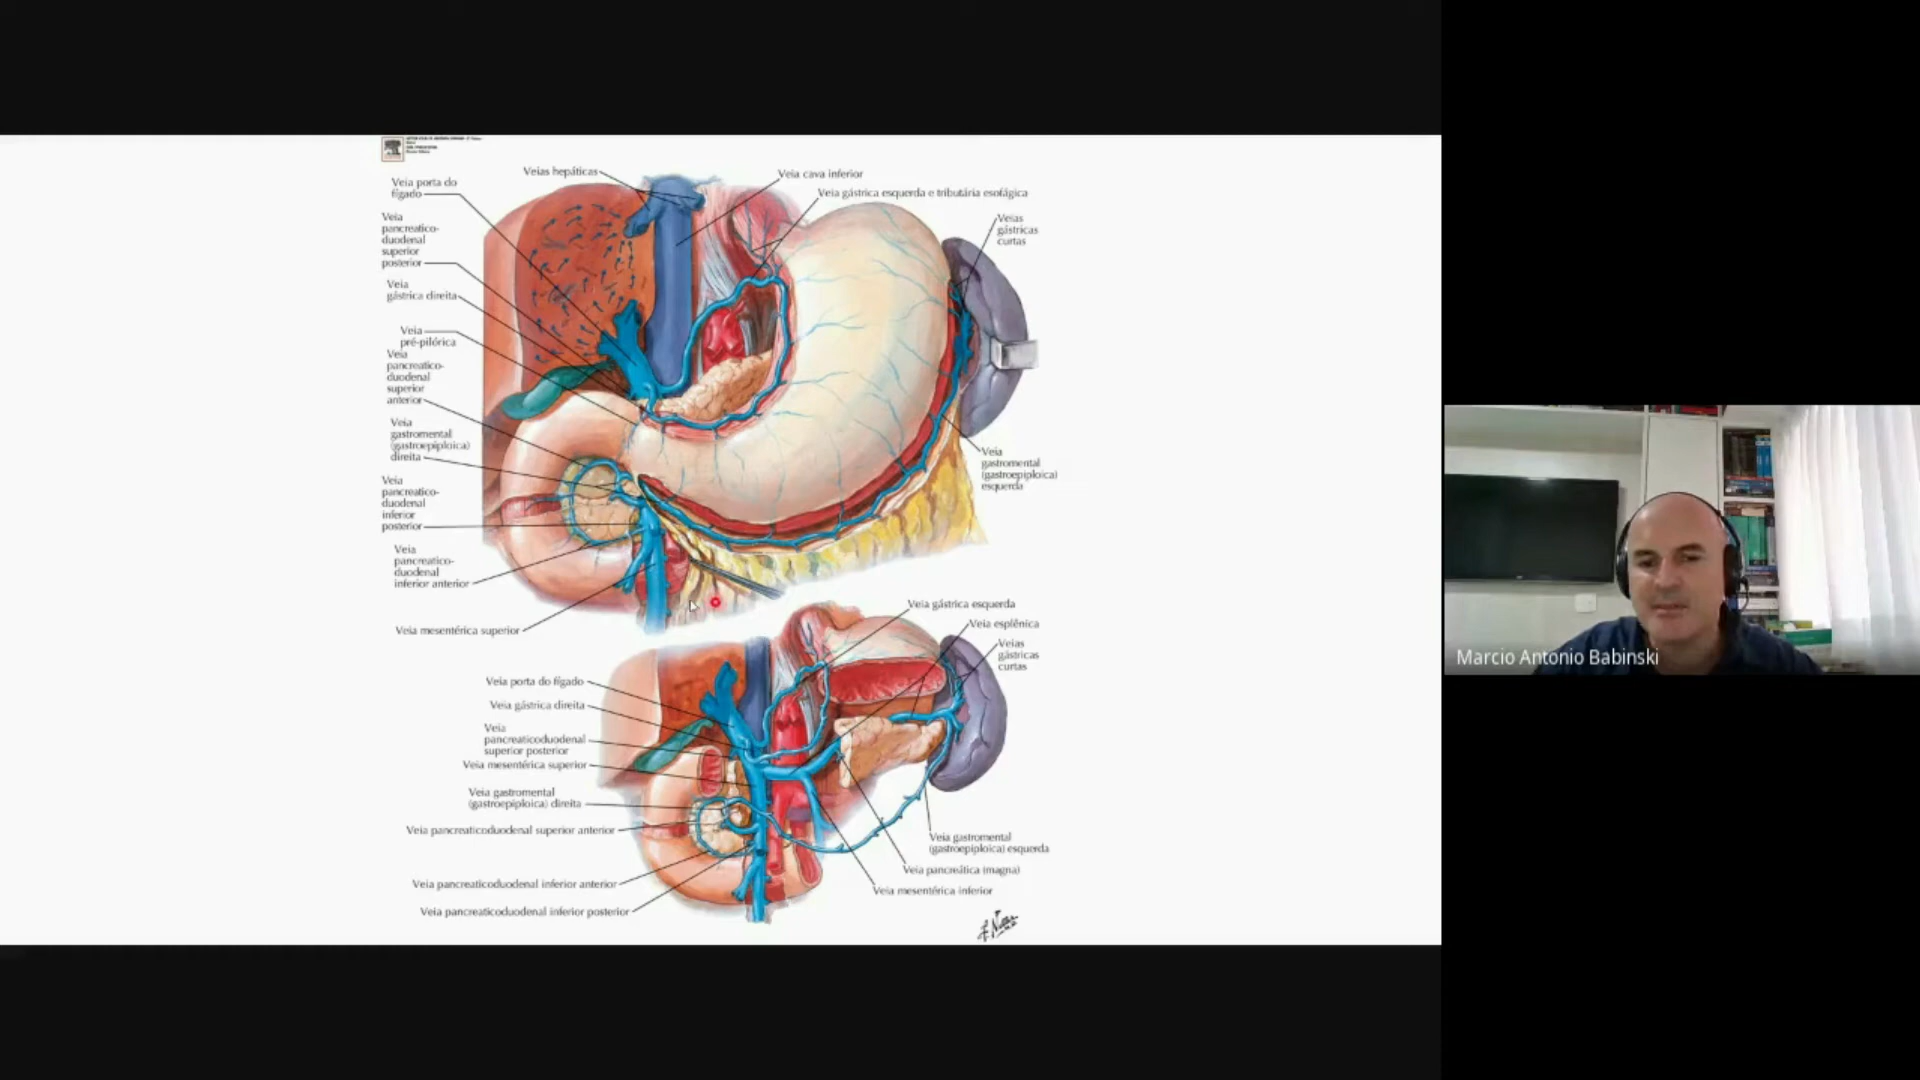 Veias hepáticas
Veia cava inferior
Veia porta do
fígado
Veia gástrica esquerda e tributária esofágica
Veia
pancreatico-
duodenal
superior
posterior
Veias
gástricas
curtas
Veia
gástrica direita
Veia
pré-pilórica
Veia
pancreatico-
duodenal
superior
anterior
Veia
gastromental
(gastroepiploica)
direita
Veia
gastromental
(gastroepiploica)
esquerda
Veia
pancreatico-
duodenal
inferior
posterior
Veia
pancreatico-
duodenal
inferior anterior
Veia mesentérica superior
Veia gástrica esquerda
Veia esplênica
Veias
gástricas
curtas
Veia porta do fígado
Veia gástrica direita
Veia
pancreaticoduodenal
superior posterior
Veia mesentérica superior
Veia gastromental
(gastroepiploica) direita
Veia pancreaticoduodenal superior anterior
Veia gastromental
(gastroepiploica) esquerda
Veia pancreática (magna)
Veia pancreaticoduodenal inferior anterior
Veia mesentérica inferior
Veia pancreaticoduodenal inferior posterior
Marcio Antonio Babinski